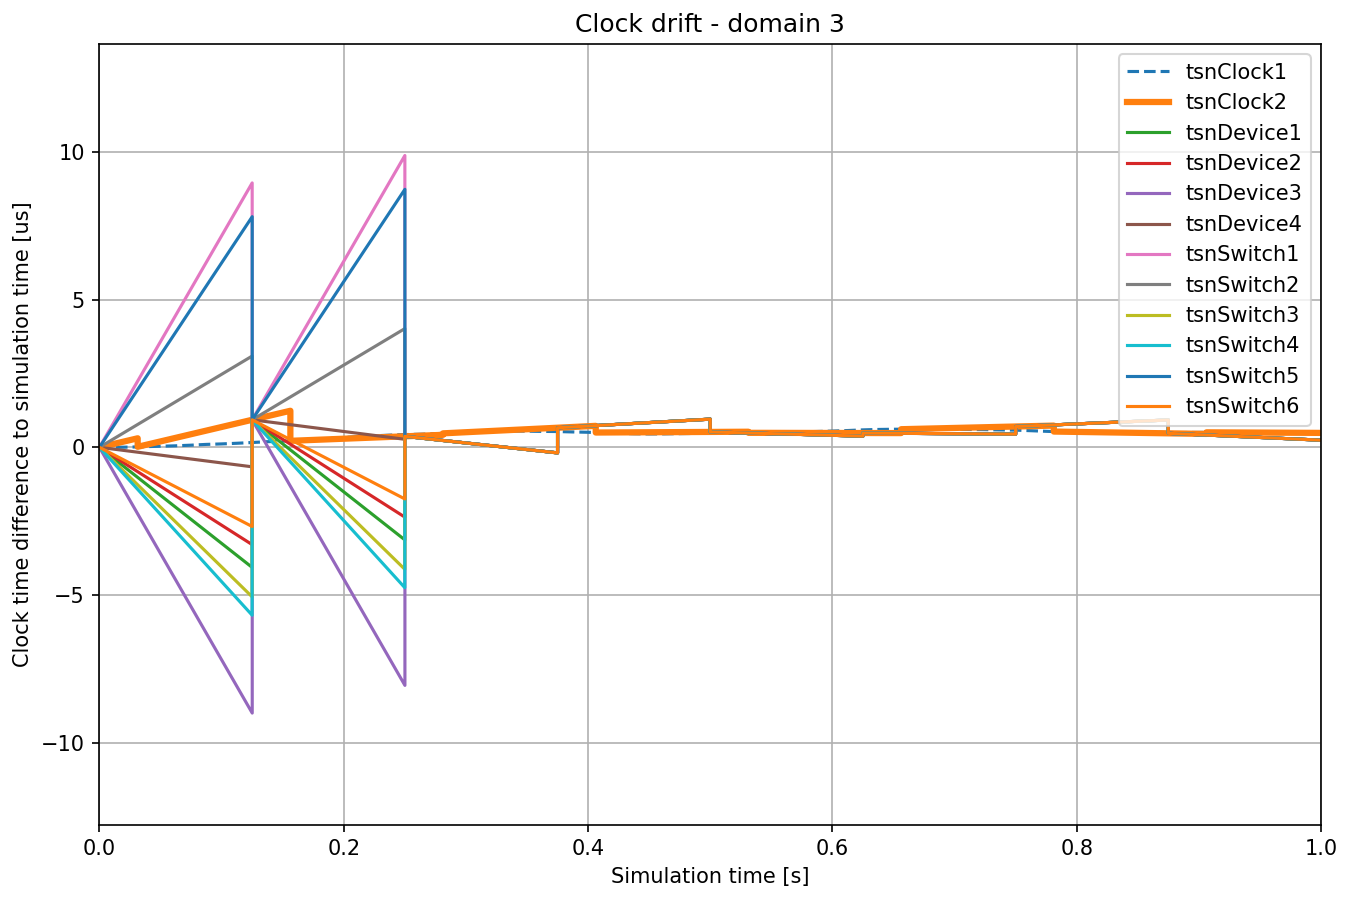 Clock drift - domain 3
Clock time difference to simulation time [us]
10
5
0
−5
−10
0.0
0.2
0.4
0.6
0.8
1.0
Simulation time [s]
tsnClock1
tsnClock2
tsnDevice1
tsnDevice2
tsnDevice3
tsnDevice4
tsnSwitch1
tsnSwitch2
tsnSwitch3
tsnSwitch4
tsnSwitch5
tsnSwitch6